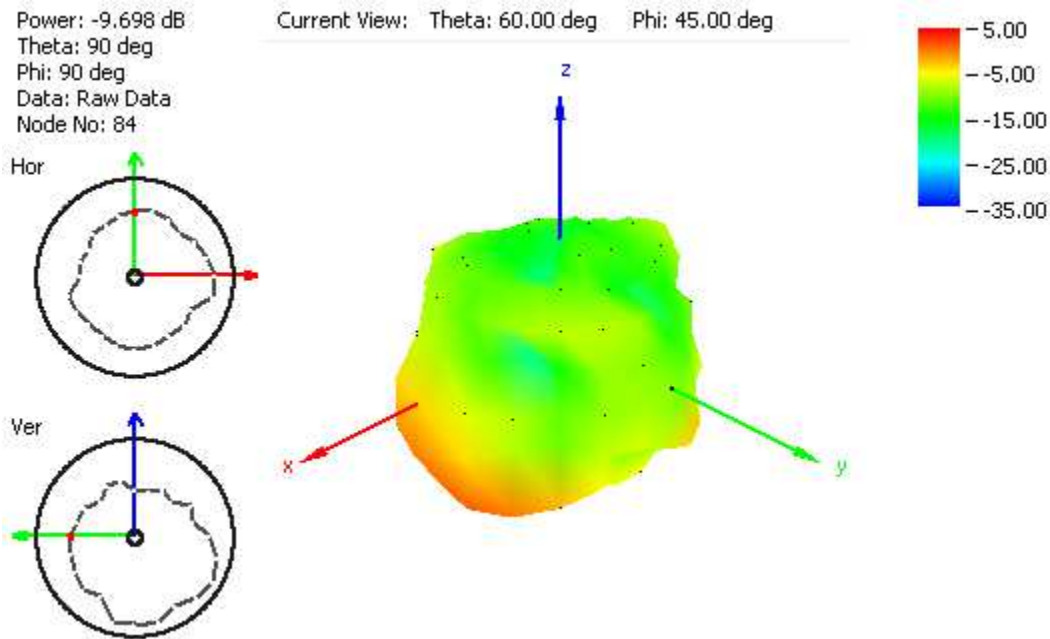 Power: -9.698 dB
Theta: 90 deg
Phi: 90 deg
Data: Raw Data
Node No: 84
Current View: Theta: 60.00 deg Phi: 45.00 deg
5.00
-5.00
-15.00
-25.00
-35.00
Hor
Ver
z
x
y